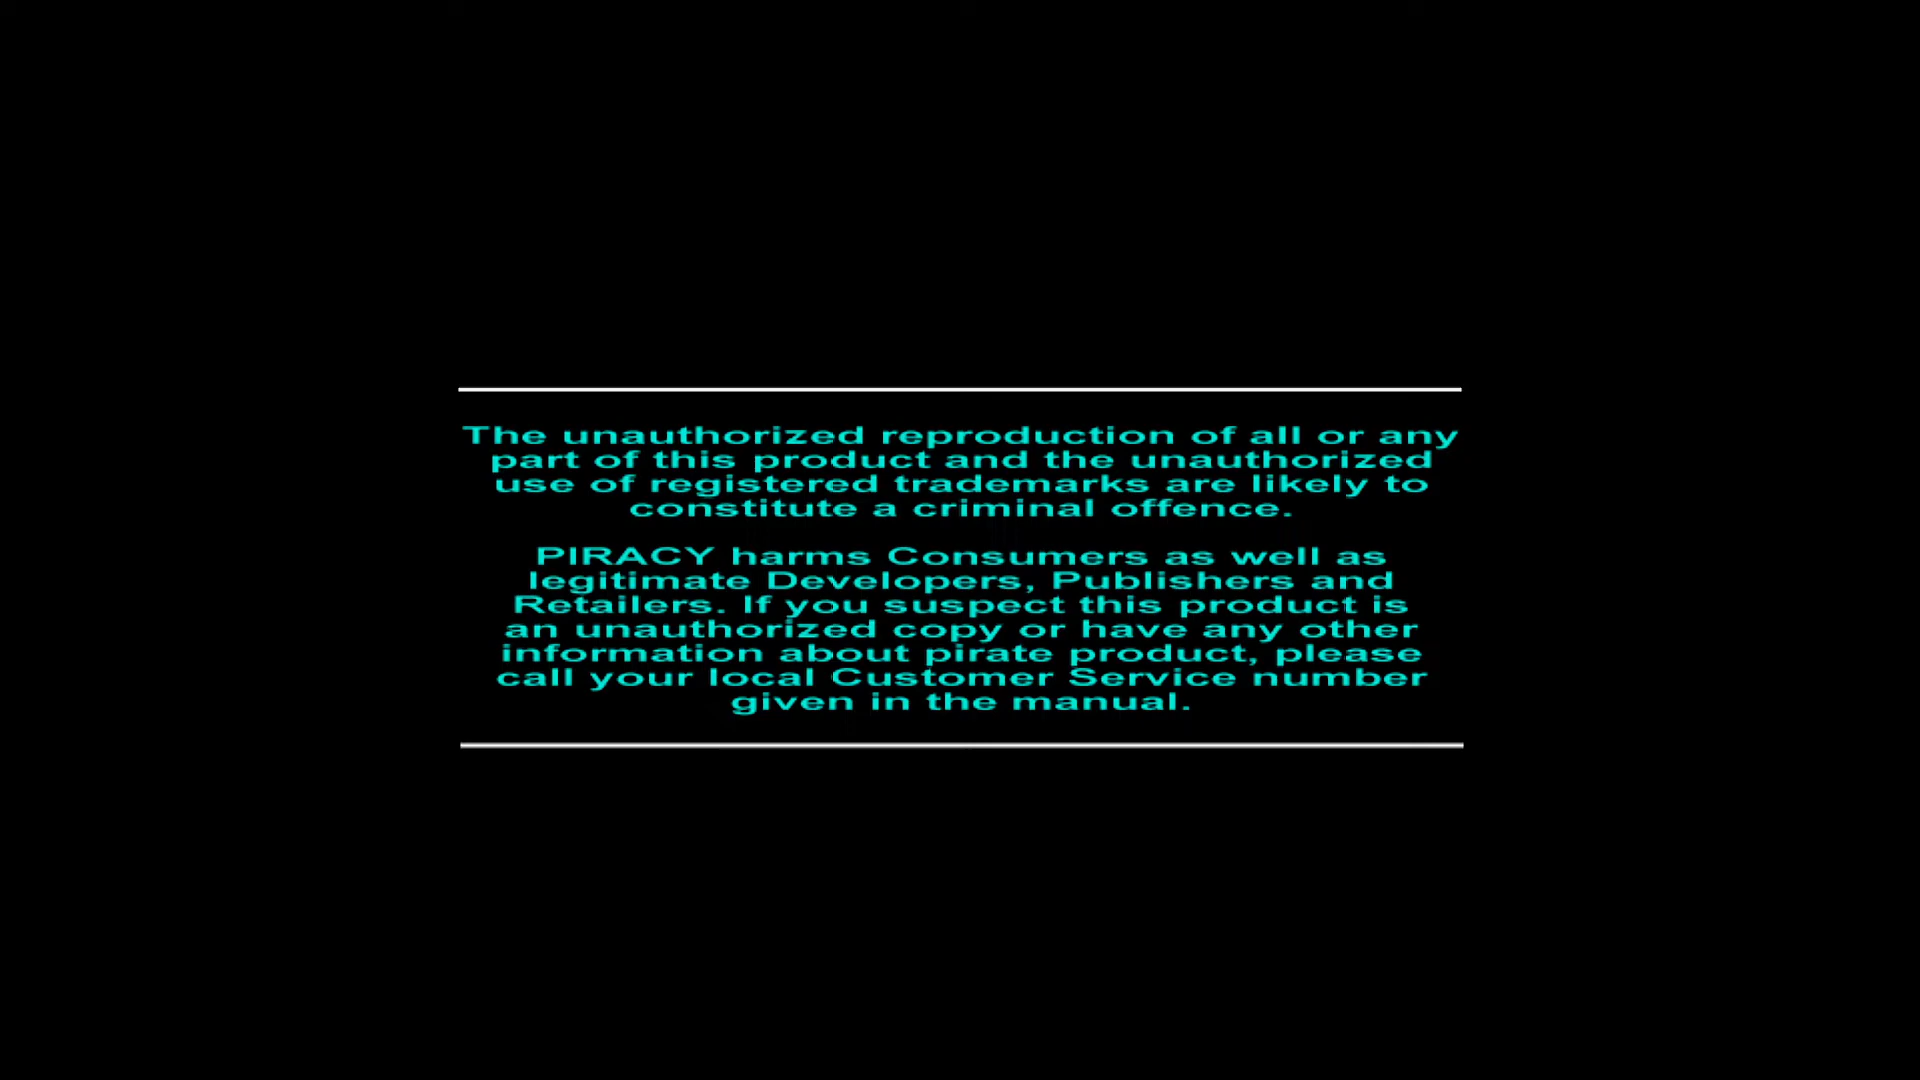 The unauthorized reproduction of all or any
part of this product and the unauthorized
use of registered trademarks are likely to
constitute a criminal offence.
PIRACY harms Consumers as well as
legitimate Developers, Publishers and
Retailers. If you suspect this product is
an unauthorized copy or have any other
information about pirate product, please
call your local Customer Service number
given in the manual.